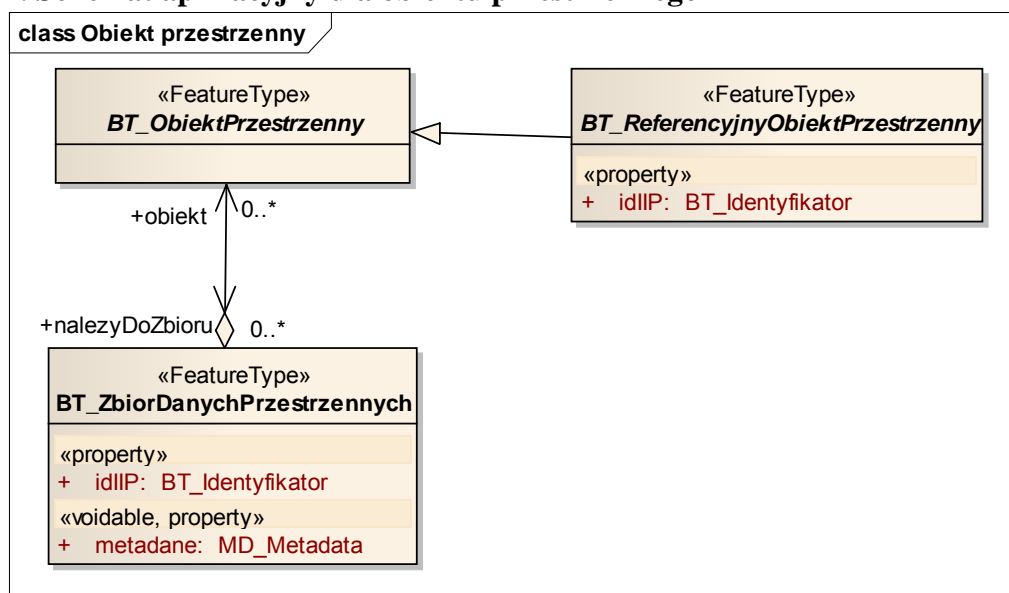 class Obiekt przestrzenny
«FeatureType»
BT_ObiektPrzestrzenny
«FeatureType»
BT_ReferencyjnyObiektPrzestrzenny
«property»
+ idIIP: BT_Identyfikator
+obiekt
0..*
+nalezyDoZbioru
0..*
«FeatureType»
BT_ZbiorDanychPrzestrzennych
«property»
+ idIIP: BT_Identyfikator
«voidable, property»
+ metadane: MD_Metadata